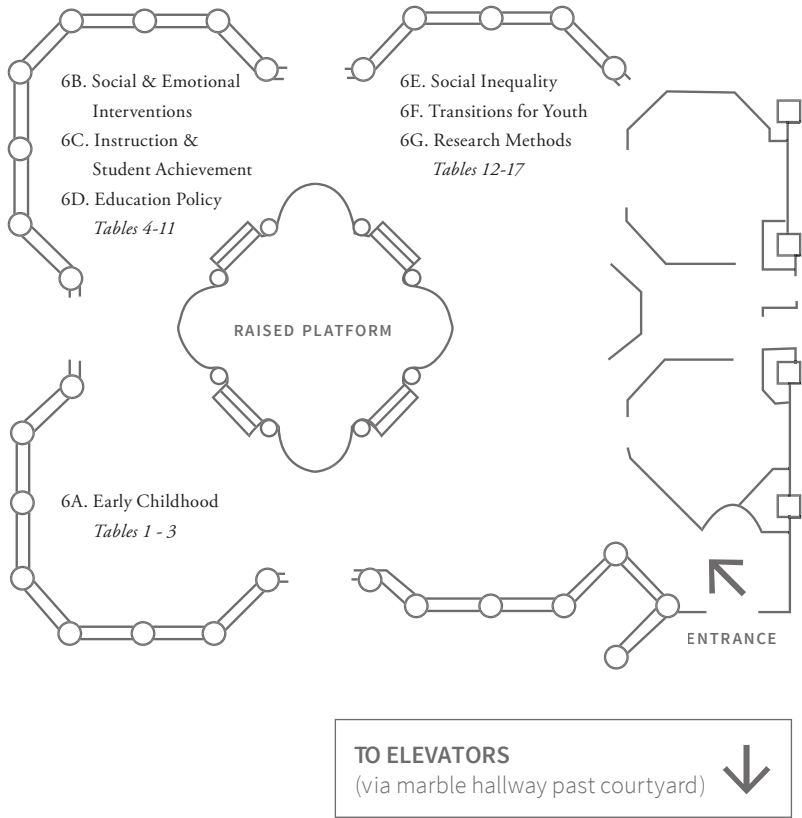 6B. Social & Emotional
Interventions
6C. Instruction &
Student Achievement
6D. Education Policy
Tables 4-11
6E. Social Inequality
6F. Transitions for Youth
6G. Research Methods
Tables 12-17
RAISED PLATFORM
6A. Early Childhood
Tables 1 - 3
ENTRANCE
TO ELEVATORS
(via marble hallway past courtyard)